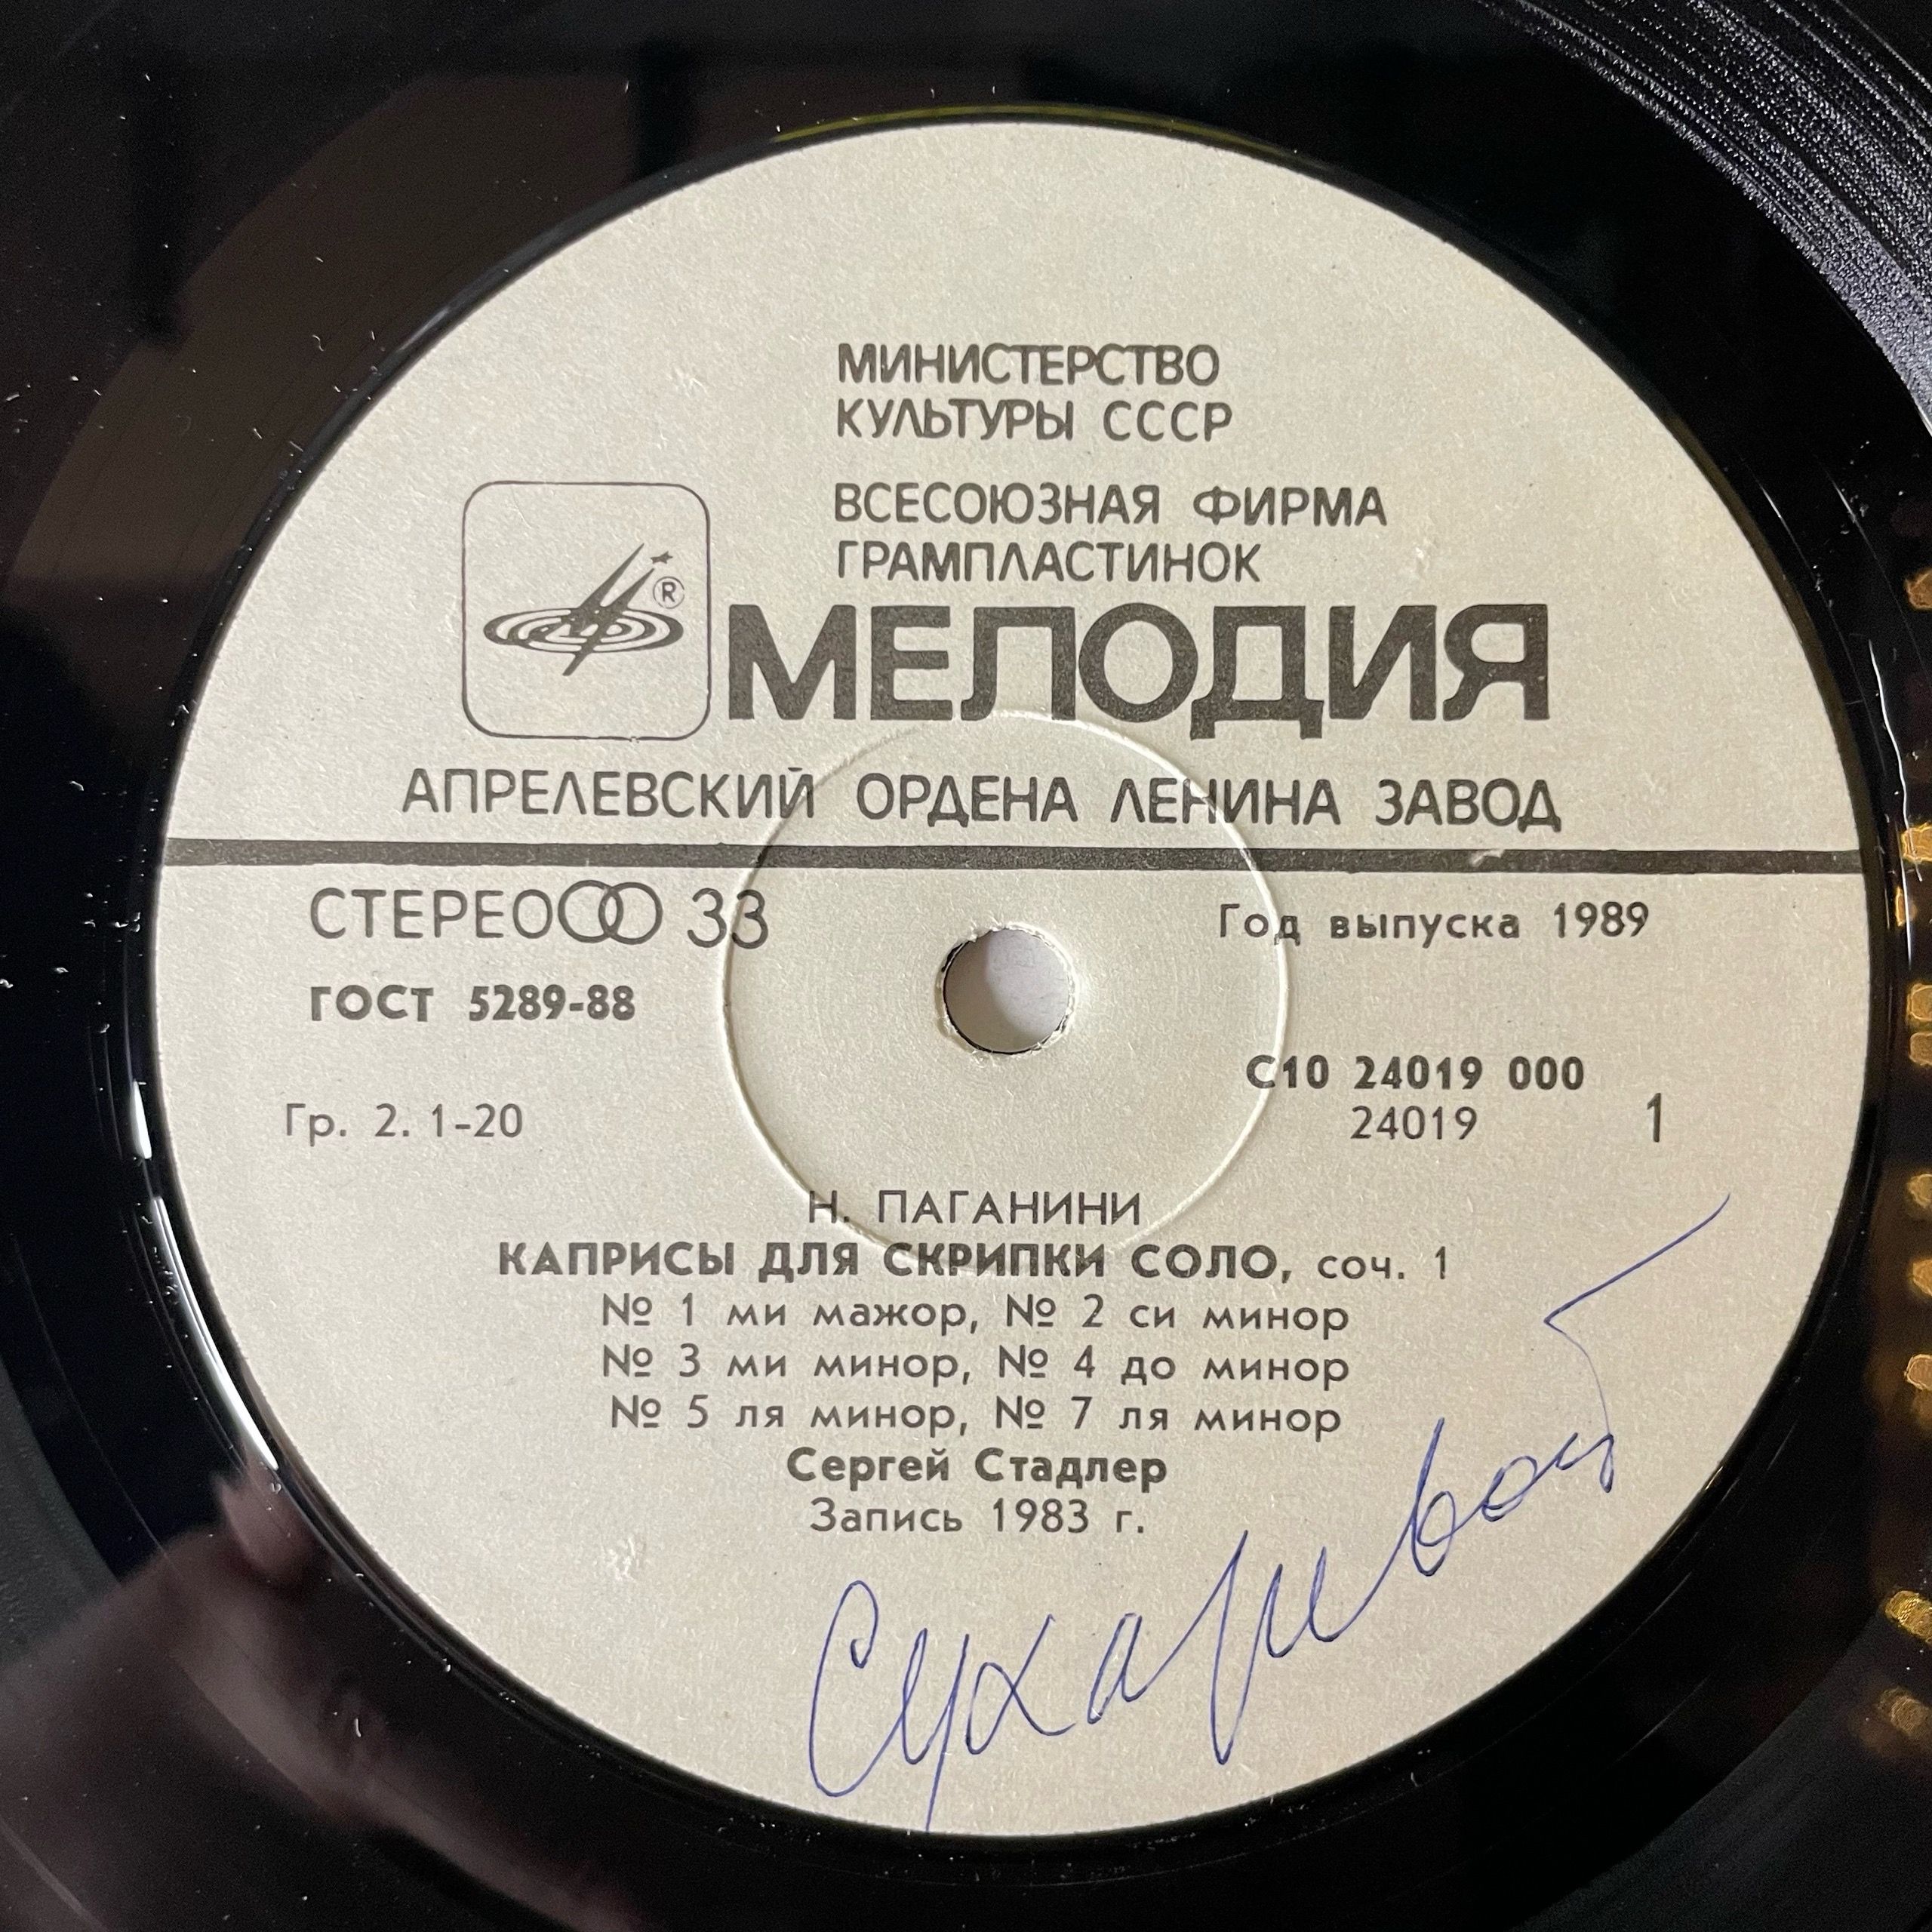 МИНИСТЕРСТВО
КУЛЬТУРЫ СССР
ВСЕСОЮЗНАЯ ФИРМА
ГРАМПЛАСТИНОК
®
МЕЛОДИЯ
АПРЕЛЕВСКИЙ ОРДЕНА ЛЕНИНА ЗАВОД
СТЕРЕО 33
Год выпуска 1989
ГОСТ 5289-88
С10 24019 000
Гр. 2. 1-20
24019 1
Н. ПАГАНИНИ
КАПРИСЫ ДЛЯ СКРИПКИ СОЛО, соч. 1
№ 1 ми мажор, № 2 си минор
№ 3 ми минор, № 4 до минор
№ 5 ля минор, № 7 ля минор
Сергей Стадлер
Запись 1983 г.